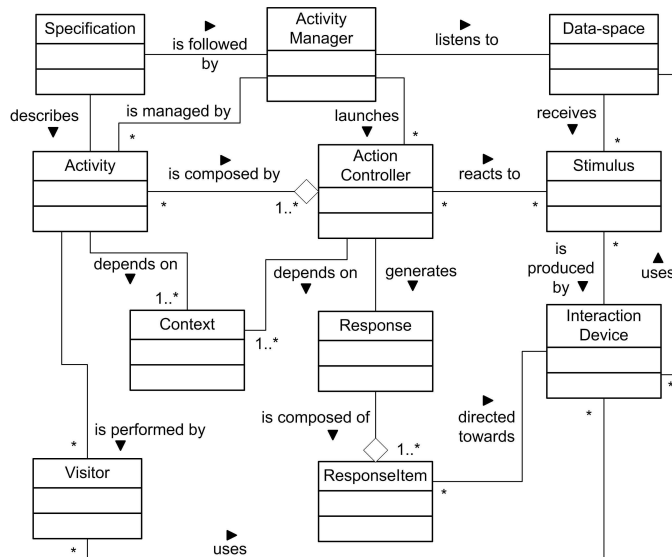 Specification
is followed
by
Activity
Manager
listens to
Data-space
describes
is managed by
*
launches
*
receives
*
Activity
is composed by
*
1..*
Action
Controller
reacts to
*
*
Stimulus
*
depends on
1..*
depends on
1..*
generates
is
produced
by
uses
Context
Response
Interaction
Device
*
*
is performed by
*
is composed of
1..*
directed
towards
*
Visitor
ResponseItem
*
uses